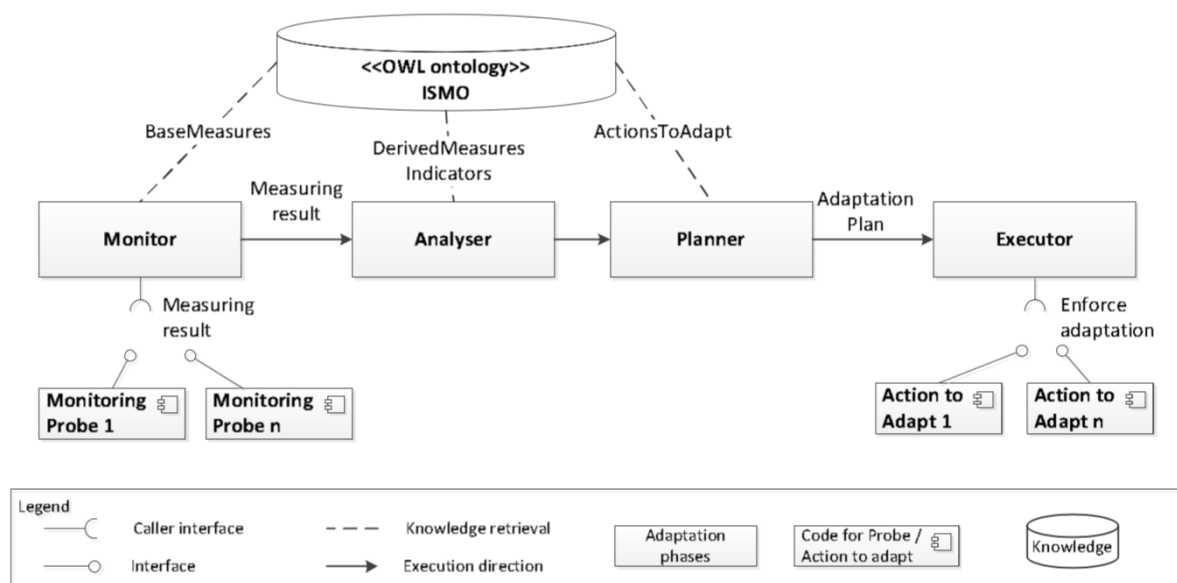 <<OWL ontology>>
ISMO
BaseMeasures
DerivedMeasures
Indicators
ActionsToAdapt
Measuring
result
Adaptation
Plan
Monitor
Analyser
Planner
Executor
Measuring
result
Enforce
adaptation
Monitoring
Probe 1
Monitoring
Probe n
Action to
Adapt 1
Action to
Adapt n
Legend
Caller interface
Knowledge retrieval
Interface
Execution direction
Adaptation
phases
Code for Probe /
Action to adapt
Knowledge